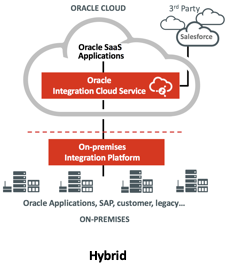 ORACLE CLOUD
3rd Party
Salesforce
Oracle SaaS
Applications
Oracle
Integration Cloud Service
On-premises
Integration Platform
Oracle Applications, SAP, customer, legacy...
ON-PREMISES
Hybrid